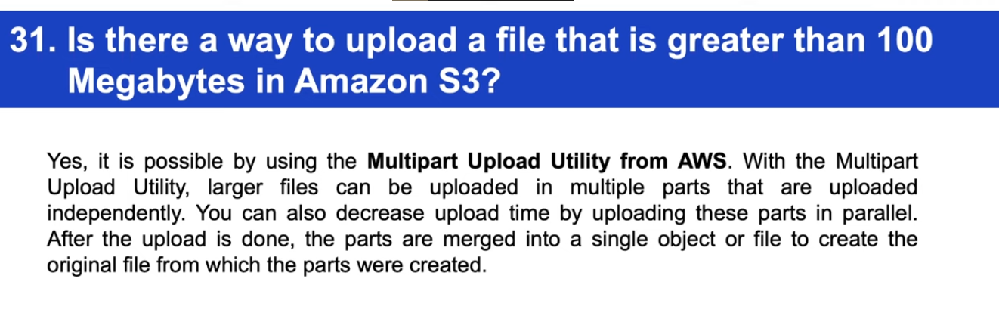 31. Is there a way to upload a file that is greater than 100
Megabytes in Amazon S3?
Yes, it is possible by using the Multipart Upload Utility from AWS. With the Multipart
Upload Utility, larger files can be uploaded in multiple parts that are uploaded
independently. You can also decrease upload time by uploading these parts in parallel.
After the upload is done, the parts are merged into a single object or file to create the
original file from which the parts were created.